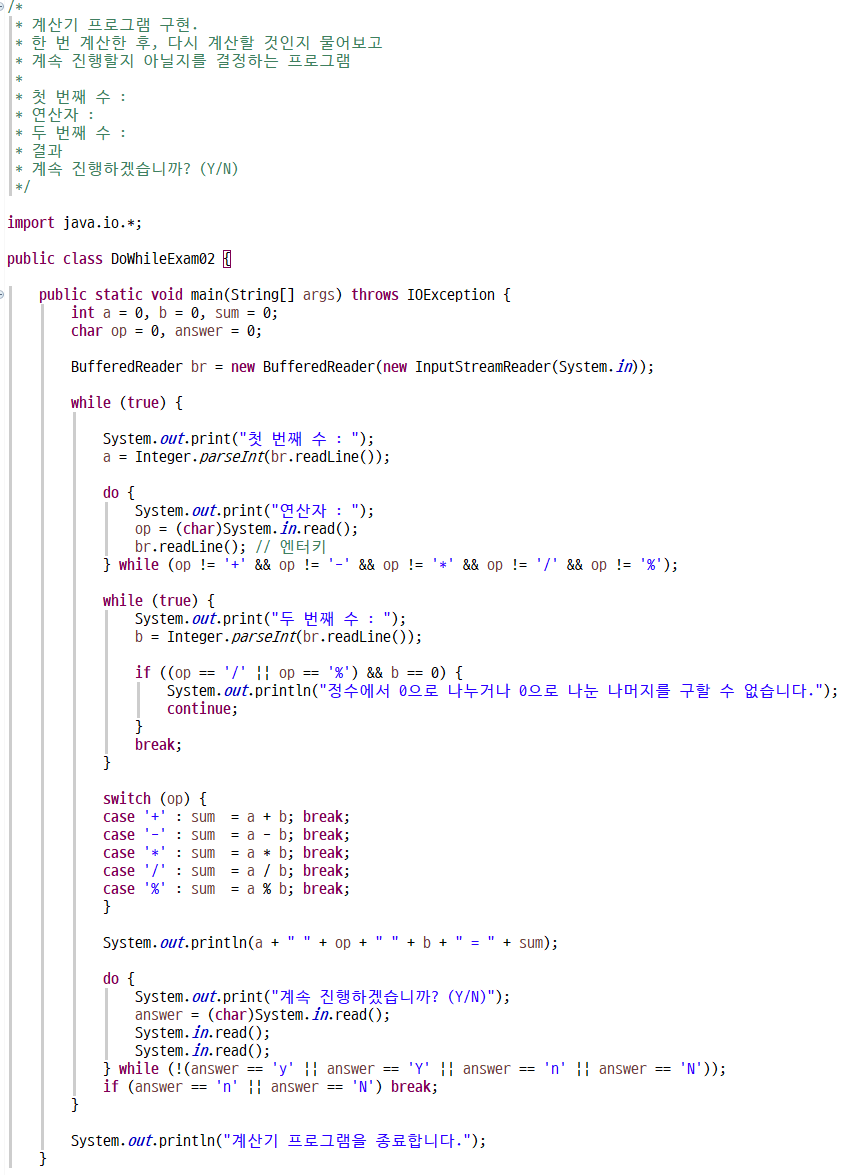 /*
 * 계산기 프로그램 구현.
 * 한 번 계산한 후, 다시 계산할 것인지 물어보고
 * 계속 진행할지 아닐지를 결정하는 프로그램
 *
 * 첫 번째 수 :
 * 연산자 :
 * 두 번째 수 :
 * 결과
 * 계속 진행하겠습니까? (Y/N)
 */
import java.io.*;
public class DoWhileExam02 {
    public static void main(String[] args) throws IOException {
        int a = 0, b = 0, sum = 0;
        char op = 0, answer = 0;
        BufferedReader br = new BufferedReader(new InputStreamReader(System.in));
        while (true) {
            System.out.print("첫 번째 수 : ");
            a = Integer.parseInt(br.readLine());
            do {
                System.out.print("연산자 : ");
                op = (char)System.in.read();
                br.readLine(); // 엔터키
            } while (op != '+' && op != '-' && op != '*' && op != '/' && op != '%');
            while (true) {
                System.out.print("두 번째 수 : ");
                b = Integer.parseInt(br.readLine());
                if ((op == '/' || op == '%') && b == 0) {
                    System.out.println("정수에서 0으로 나누거나 0으로 나눈 나머지를 구할 수 없습니다.");
                    continue;
                }
                break;
            }
            switch (op) {
            case '+' : sum  = a + b; break;
            case '-' : sum  = a - b; break;
            case '*' : sum  = a * b; break;
            case '/' : sum  = a / b; break;
            case '%' : sum  = a % b; break;
            }
            System.out.println(a + " " + op + " " + b + " = " + sum);
            do {
                System.out.print("계속 진행하겠습니까? (Y/N)");
                answer = (char)System.in.read();
                System.in.read();
                System.in.read();
            } while (!(answer == 'y' || answer == 'Y' || answer == 'n' || answer == 'N'));
            if (answer == 'n' || answer == 'N') break;
        }
        System.out.println("계산기 프로그램을 종료합니다.");
    }